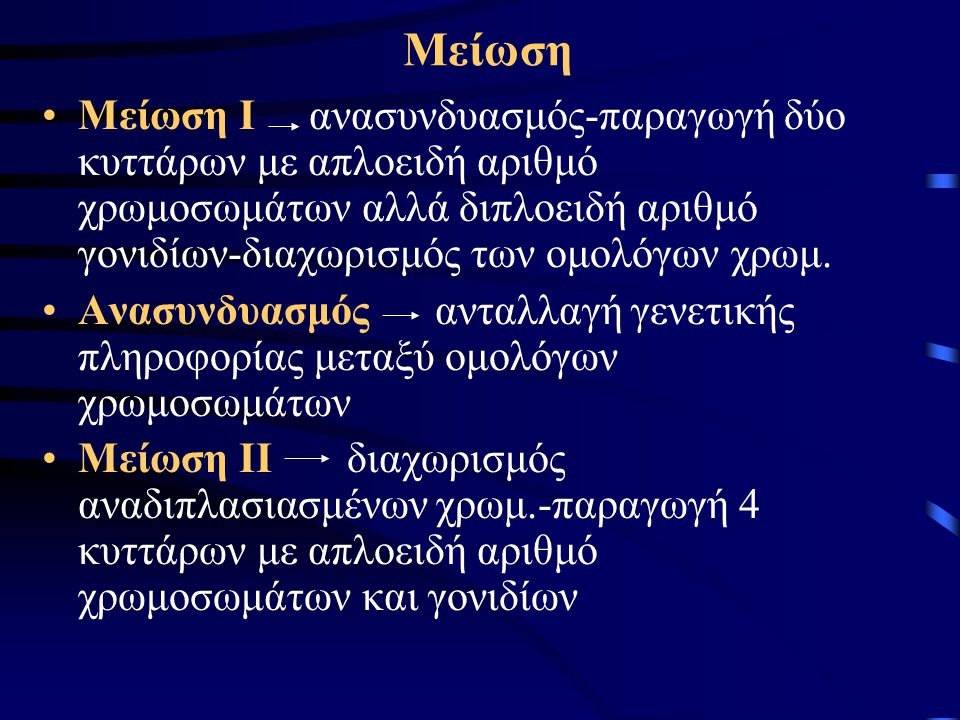 Μείωση
• Μείωση Ι → ανασυνδυασμός-παραγωγή δύο
κυττάρων με απλοειδή αριθμό
χρωμοσωμάτων αλλά διπλοειδή αριθμό
γονιδίων-διαχωρισμός των ομολόγων χρωμ.
• Ανασυνδυασμός → ανταλλαγή γενετικής
πληροφορίας μεταξύ ομολόγων
χρωμοσωμάτων
• Μείωση ΙΙ → διαχωρισμός
αναδιπλασιασμένων χρωμ.-παραγωγή 4
κυττάρων με απλοειδή αριθμό
χρωμοσωμάτων και γονιδίων